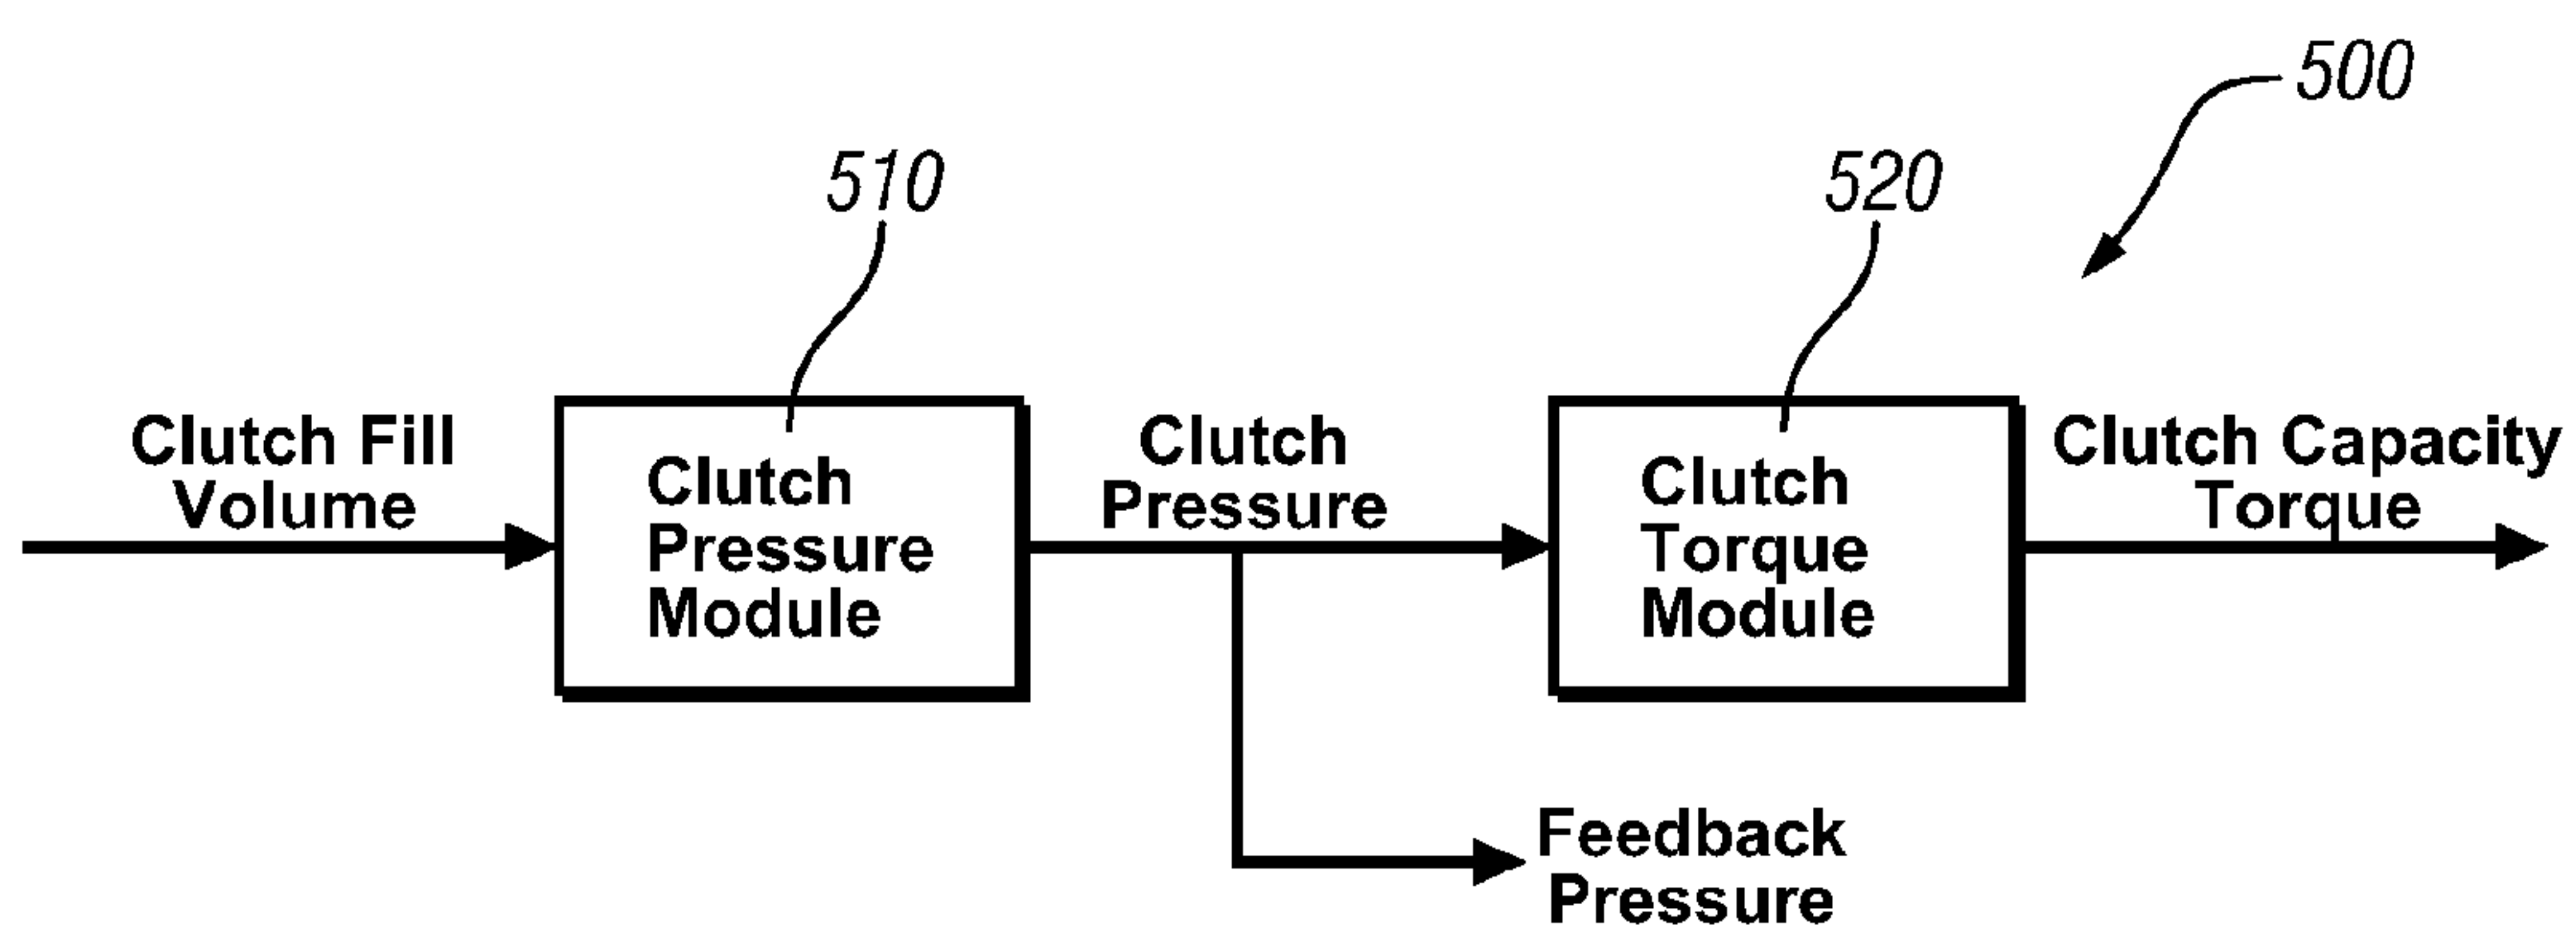 500
510
520
Clutch Fill
Volume
Clutch
Pressure
Module
Clutch
Pressure
Clutch
Torque
Module
Clutch Capacity
Torque
Feedback
Pressure